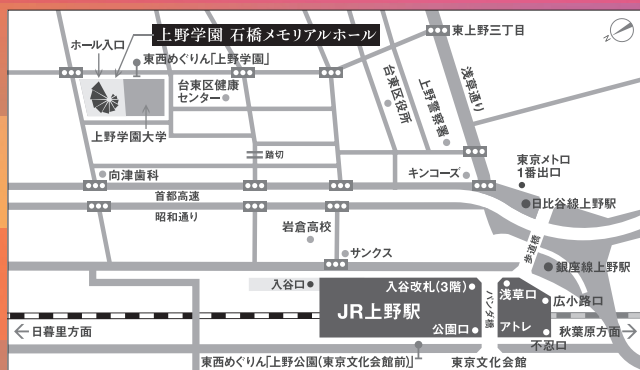 上野学園 石橋メモリアルホール
ホール入口
東西めぐりん「上野学園」
東上野三丁目
N
台東区健康
センター
台東区役所
上野警察署
浅草通り
上野学園大学
踏切
向津歯科
キンコーズ
東京メトロ
1番出口
首都高速
昭和通り
日比谷線上野駅
岩倉高校
サンクス
歩道橋
銀座線上野駅
入谷口
入谷改札(3階)
JR上野駅
公園口
パンダ橋
浅草口
アトレ
広小路口
不忍口
日暮里方面
秋葉原方面
東西めぐりん「上野公園(東京文化会館前)」
東京文化会館